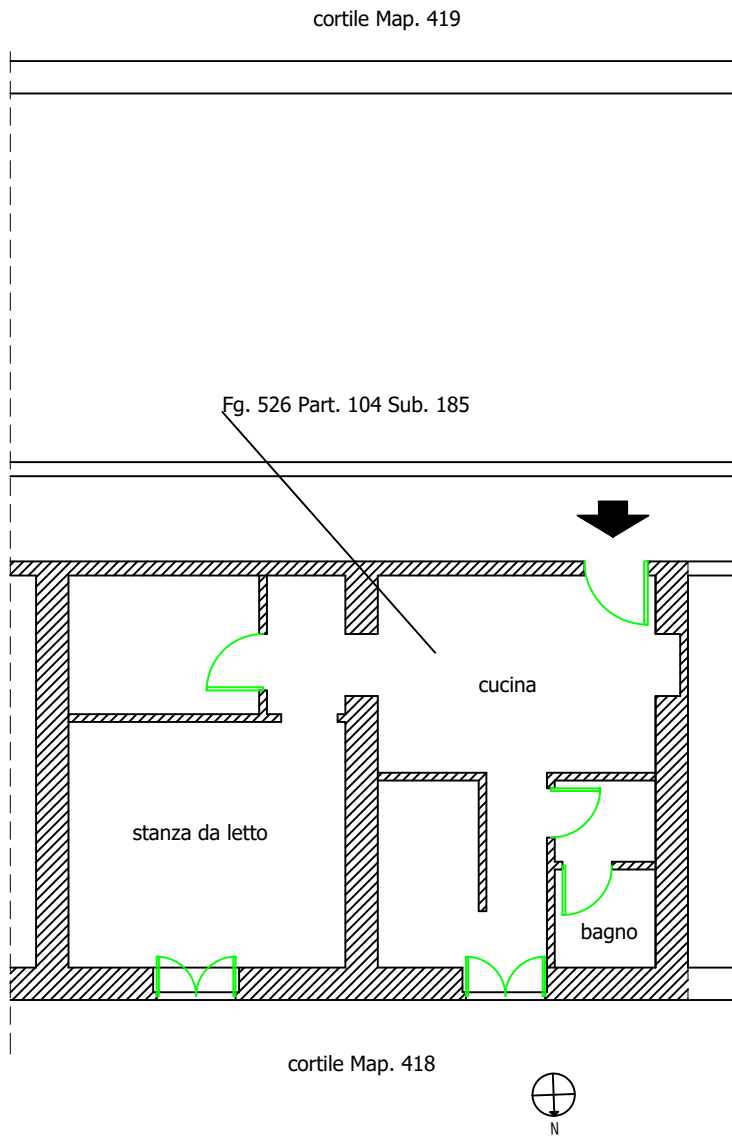 cortile Map. 419
Fg. 526 Part. 104 Sub. 185
cucina
stanza da letto
bagno
cortile Map. 418
N